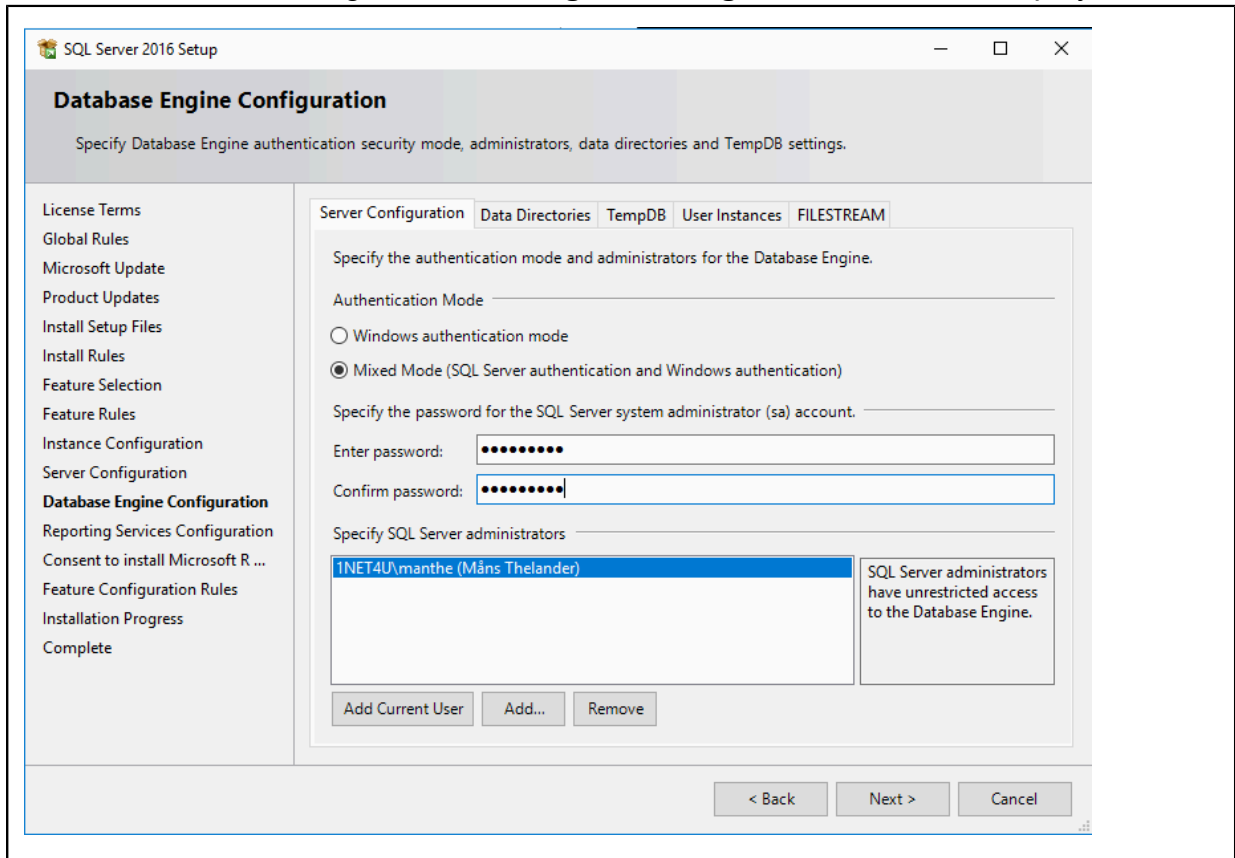 SQL Server 2016 Setup
Database Engine Configuration
Specify Database Engine authentication security mode, administrators, data directories and TempDB settings.
License Terms
Global Rules
Microsoft Update
Product Updates
Install Setup Files
Install Rules
Feature Selection
Feature Rules
Instance Configuration
Server Configuration
Database Engine Configuration
Reporting Services Configuration
Consent to install Microsoft R ...
Feature Configuration Rules
Installation Progress
Complete
Server Configuration Data Directories TempDB User Instances FILESTREAM
Specify the authentication mode and administrators for the Database Engine.
Authentication Mode
Windows authentication mode
Mixed Mode (SQL Server authentication and Windows authentication)
Specify the password for the SQL Server system administrator (sa) account.
Enter password: ●●●●●●●●●
Confirm password: ●●●●●●●●●
Specify SQL Server administrators
1NET4U\manthe (Måns Thelander)
SQL Server administrators
have unrestricted access
to the Database Engine.
Add Current User Add... Remove
< Back Next > Cancel